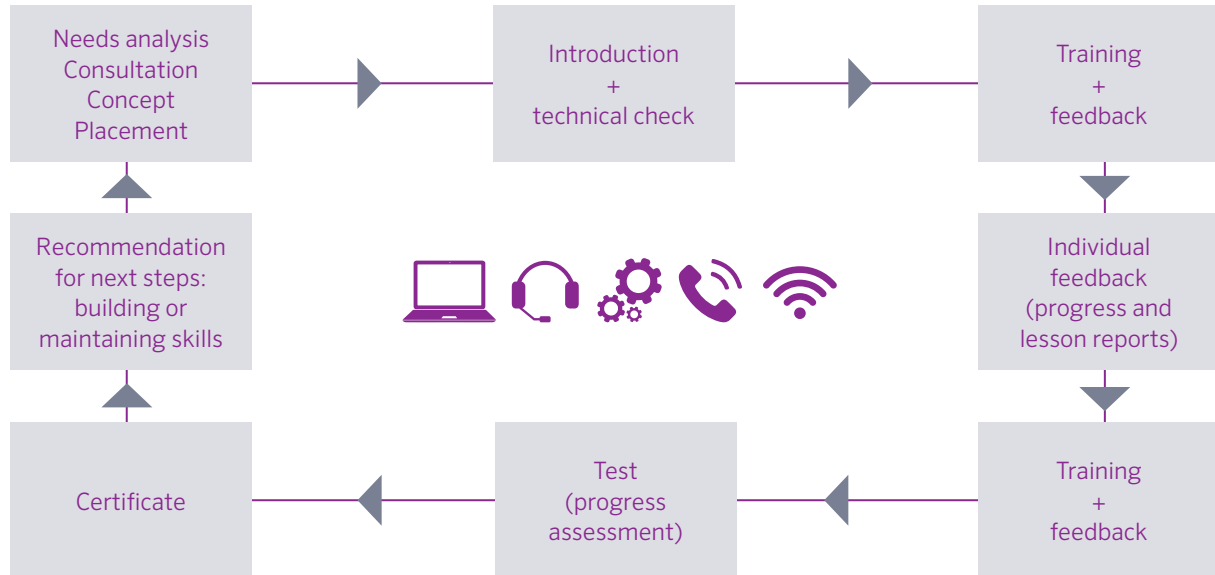 Needs analysis
Consultation
Concept
Placement
Introduction
+
technical check
Training
+
feedback
Individual
feedback
(progress and
lesson reports)
Training
+
feedback
Test
(progress
assessment)
Certificate
Recommendation
for next steps:
building or
maintaining skills